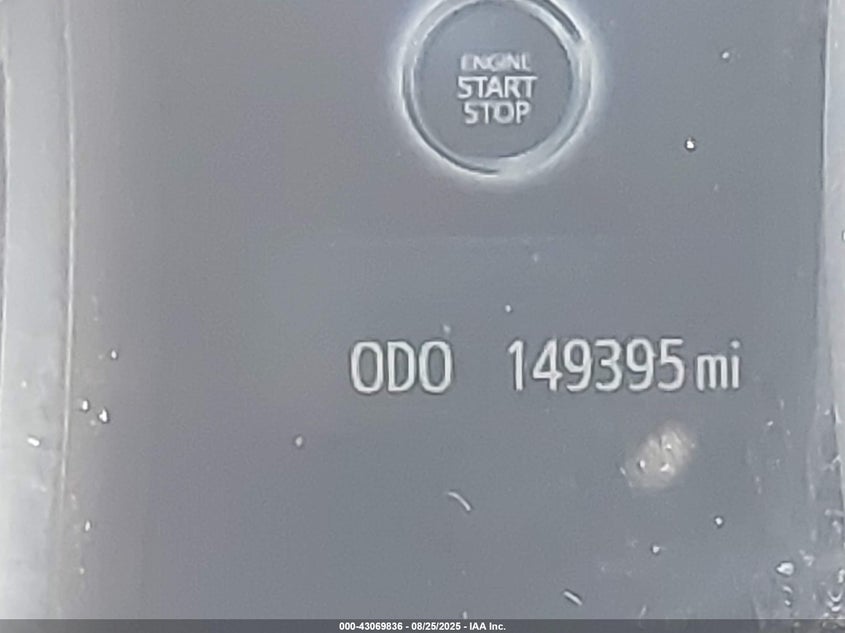 ENGINE
START
STOP
ODO 149395 mi
000-43069836 - 08/25/2025 - IAA Inc.